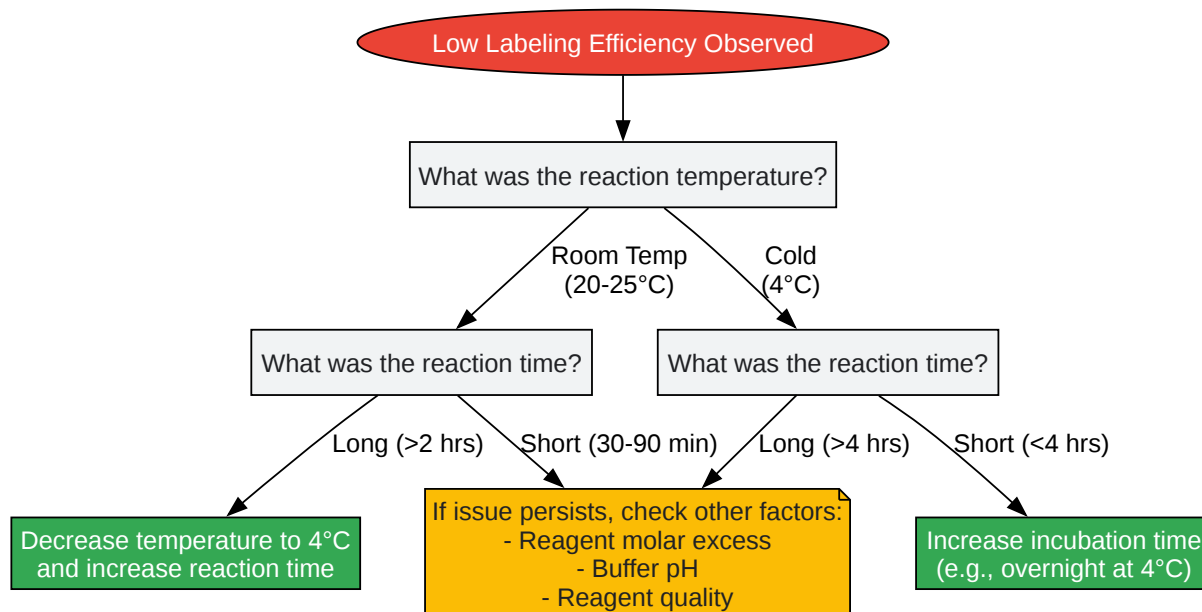 Low Labeling Efficiency Observed
What was the reaction temperature?
Room Temp
(20-25°C)
Cold
(4°C)
What was the reaction time?
What was the reaction time?
Long (>2 hrs)
Short (30-90 min)
Long (>4 hrs)
Short (<4 hrs)
Decrease temperature to 4°C
and increase reaction time
If issue persists, check other factors:
- Reagent molar excess
- Buffer pH
- Reagent quality
Increase incubation time
(e.g., overnight at 4°C)